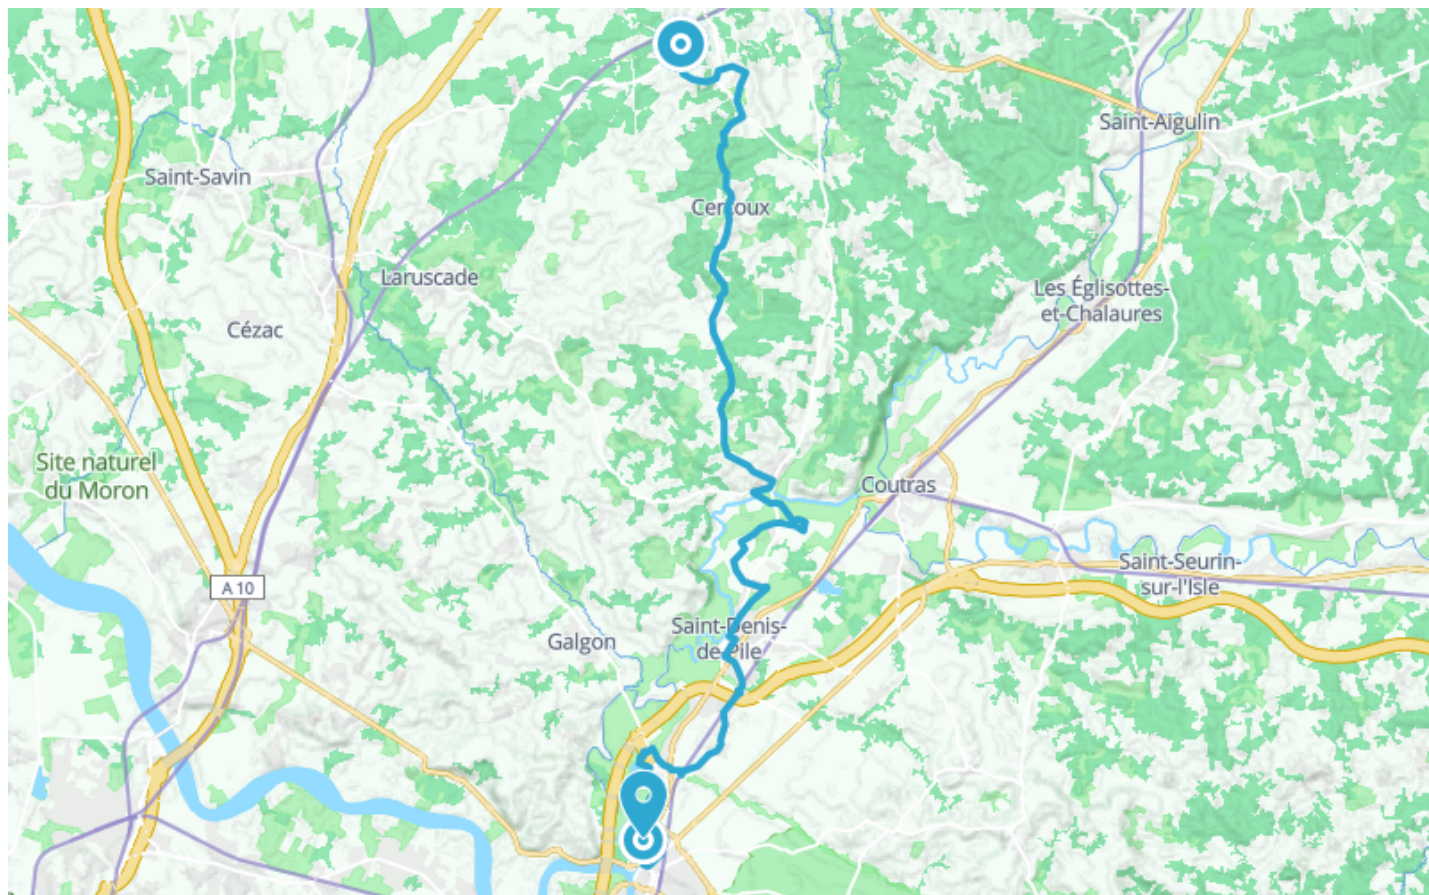 Saint-Aigulin
Saint-Savin
Cercoux
Laruscade
Les Églisottes-
et-Chalaures
Cézac
Site naturel
du Moron
Coutras
A 10
Saint-Seurin-
sur-l'Isle
Saint-Denis-
de-Pile
Galgon